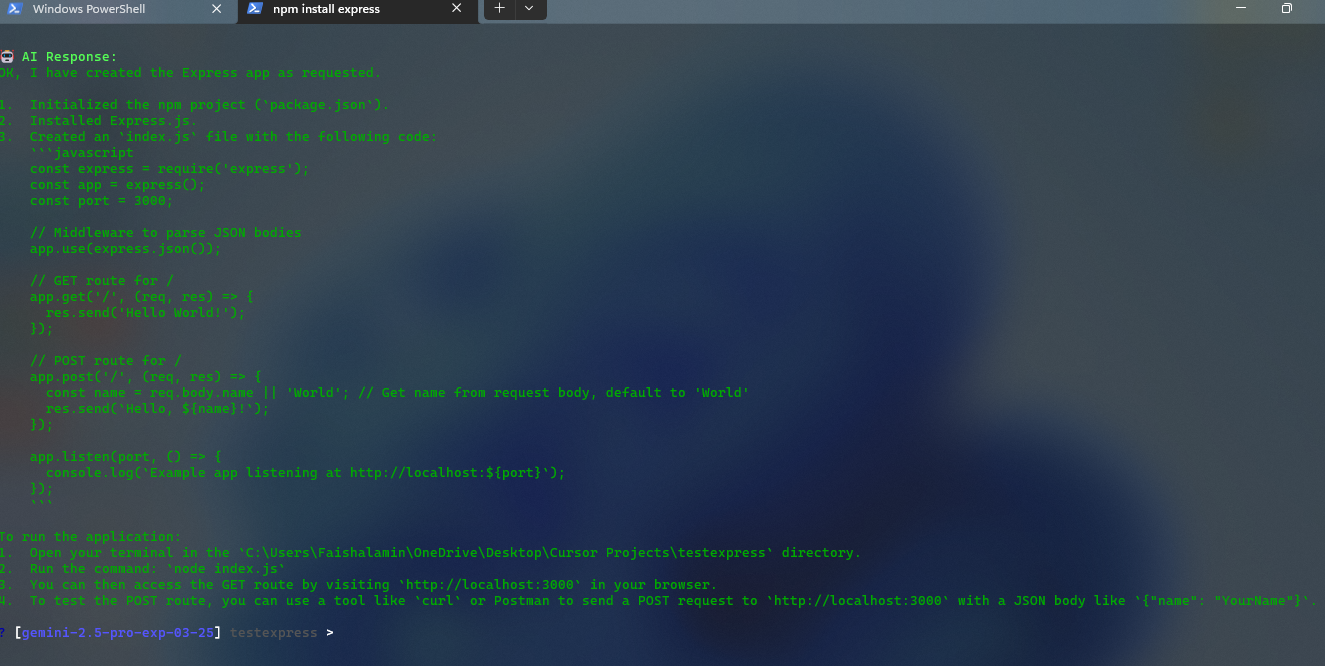 Windows PowerShell
npm install express
AI Response:
OK, I have created the Express app as requested.
1. Initialized the npm project ('package.json').
2. Installed Express.js.
3. Created an `index.js` file with the following code:
```javascript
const express = require('express');
const app = express();
const port = 3000;
// Middleware to parse JSON bodies
app.use(express.json());
// GET route for /
app.get('/', (req, res) => {
res.send('Hello World!');
});
// POST route for /
app.post('/', (req, res) => {
const name = req.body.name || 'World'; // Get name from request body, default to 'World'
res.send('Hello, ${name}!');
});
app.listen(port, () => {
console.log(`Example app listening at http://localhost:${port}`);
});
```
To run the application:
1. Open your terminal in the `C:\Users\Faishalamin\OneDrive\Desktop\Cursor Projects\testexpress` directory.
2. Run the command: `node index.js`
3. You can then access the GET route by visiting `http://localhost:3000` in your browser.
4. To test the POST route, you can use a tool like `curl` or Postman to send a POST request to `http://localhost:3000` with a JSON body like `{"name": "YourName"}`.
? [gemini-2.5-pro-exp-03-25] testexpress >